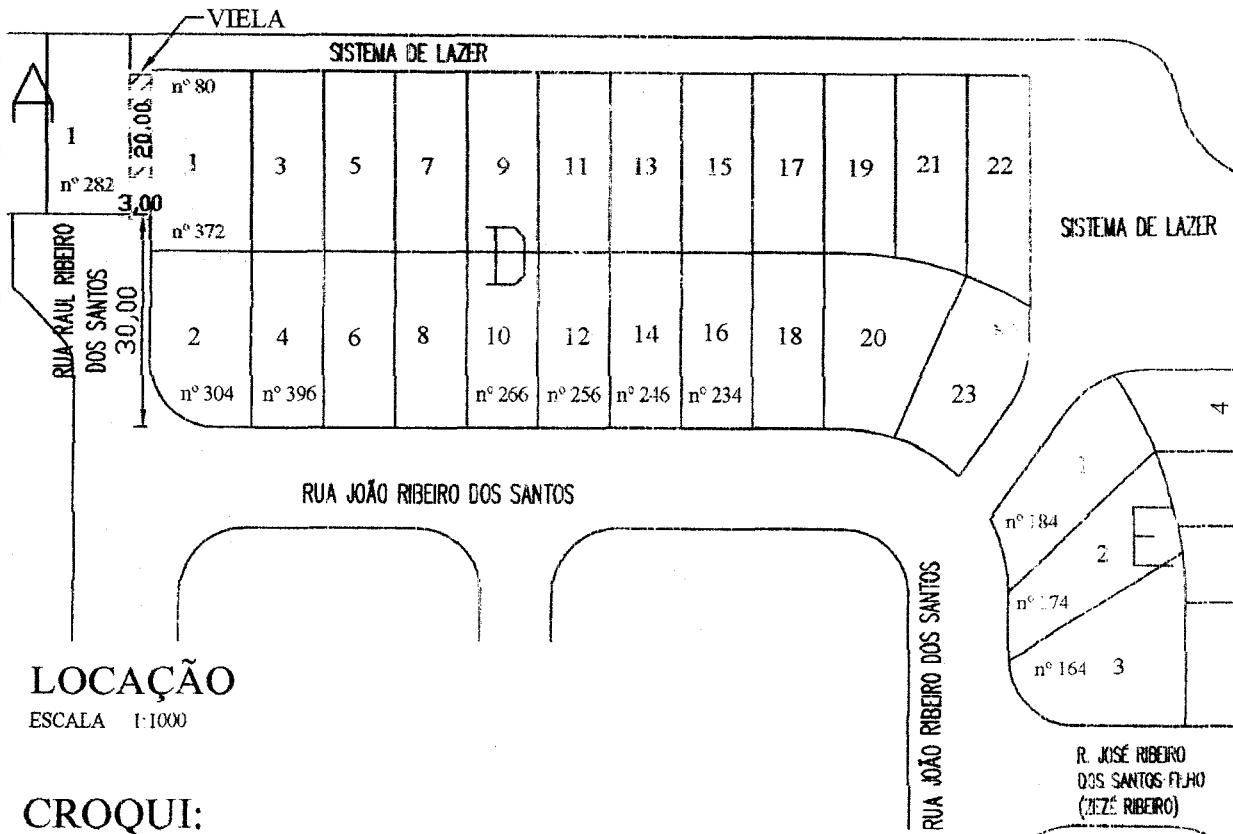 VIELA
SISTEMA DE LAZER
A
1
nº 282
20.00
3,00
nº 80
1
nº 372
3
5
7
9
11
13
15
17
19
21
22
SISTEMA DE LAZER
RUA RAUL RIBEIRO
DOS SANTOS
30,00
D
2
nº 304
4
nº 396
6
8
10
nº 266
12
nº 256
14
nº 246
16
nº 234
18
20
23
RUA JOÃO RIBEIRO DOS SANTOS
RUA JOÃO RIBEIRO DOS SANTOS
1
nº 184
2
E
nº 174
nº 164
3
4
LOCAÇÃO
ESCALA 1:1000
R. JOSÉ RIBEIRO
DOS SANTOS FILHO
(ZEZÉ RIBEIRO)
CROQUI: